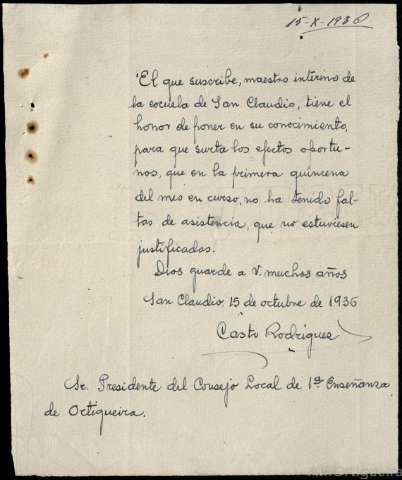 15-X-1936
El que suscribe, maestro interino de
la escuela de San Claudio, tiene el
honor de poner en su conocimiento,
para que surta los efectos oportu-
nos, que en la primera quincena
del mes en curso, no ha tenido fal-
tas de asistencia, que no estuviesen
justificadas.
Dios guarde a V. muchos años
San Claudio 15 de octubre de 1936
Casto Rodríguez
Sr. Presidente del Consejo Local de 1ª Enseñanza
de Ortigueira.